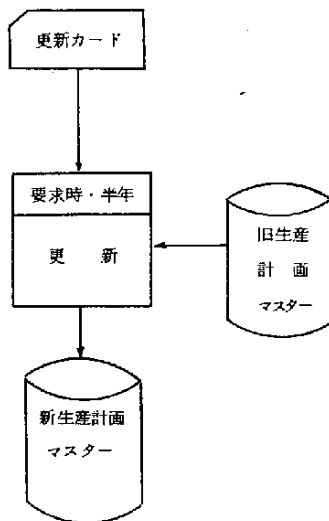 更新カード
要求時・半年
更新
旧生産
計画
マスター
新生産計画
マスター